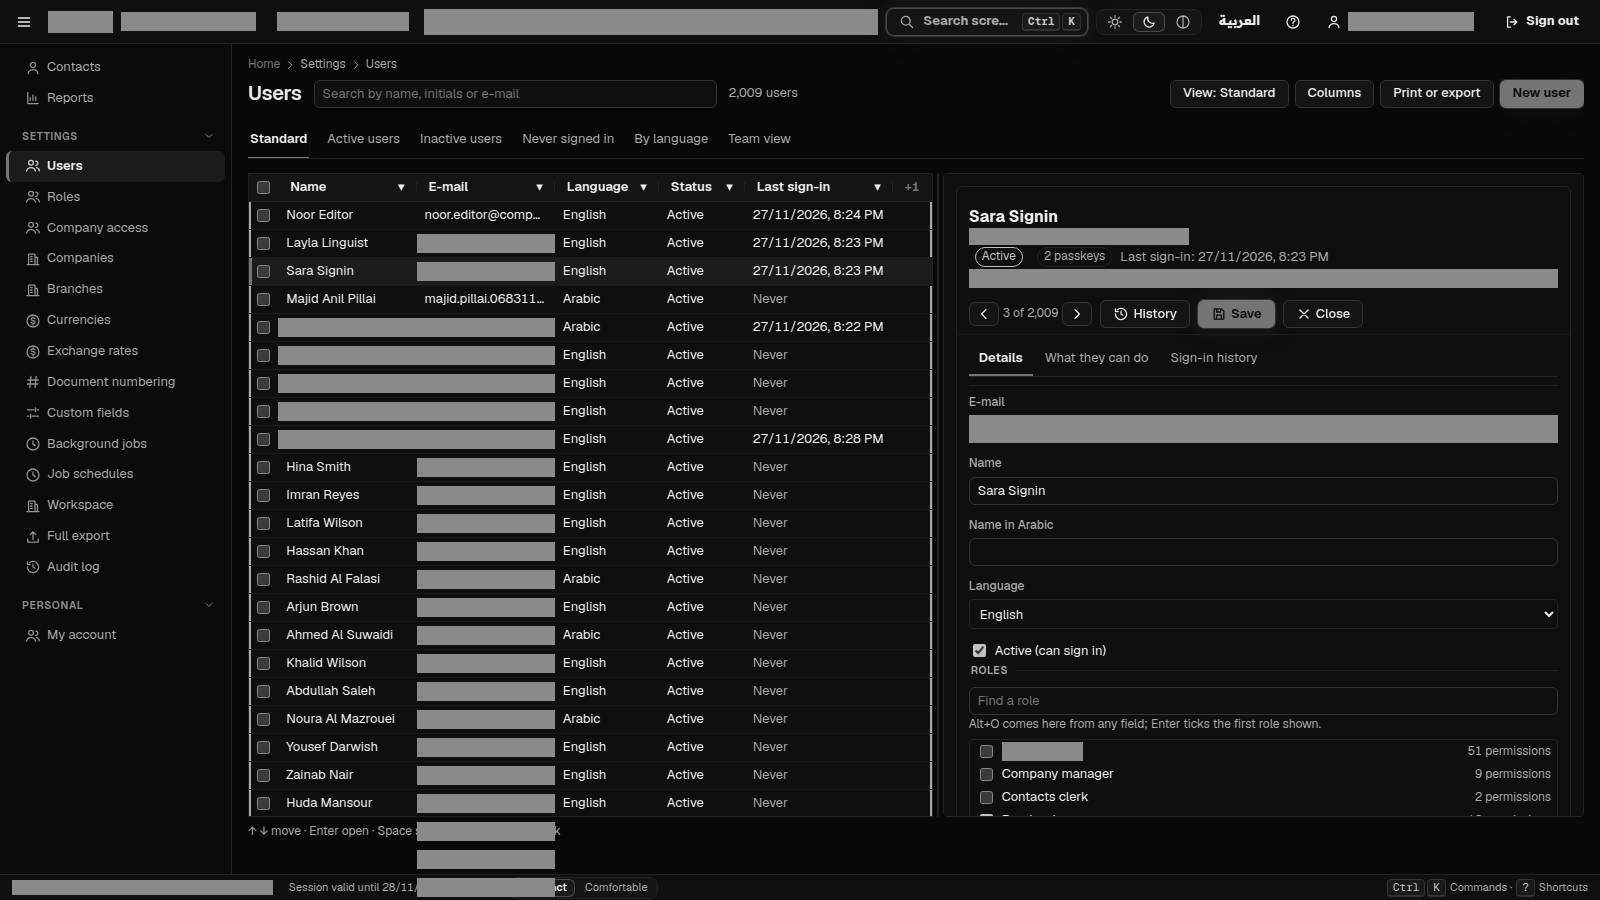 Search scre... Ctrl K العربية Sign out
Contacts
Reports
SETTINGS
Users
Roles
Company access
Companies
Branches
Currencies
Exchange rates
Document numbering
Custom fields
Background jobs
Job schedules
Workspace
Full export
Audit log
PERSONAL
My account
Home > Settings > Users
Users Search by name, initials or e-mail 2,009 users View: Standard Columns Print or export New user
Standard Active users Inactive users Never signed in By language Team view
Name ▼ E-mail ▼ Language ▼ Status ▼ Last sign-in ▼ +1
Noor Editor noor.editor@comp... English Active 27/11/2026, 8:24 PM
Layla Linguist English Active 27/11/2026, 8:23 PM
Sara Signin English Active 27/11/2026, 8:23 PM
Majid Anil Pillai majid.pillai.068311... Arabic Active Never
Arabic Active 27/11/2026, 8:22 PM
English Active Never
English Active Never
English Active Never
English Active 27/11/2026, 8:28 PM
Hina Smith English Active Never
Imran Reyes English Active Never
Latifa Wilson English Active Never
Hassan Khan English Active Never
Rashid Al Falasi Arabic Active Never
Arjun Brown English Active Never
Ahmed Al Suwaidi Arabic Active Never
Khalid Wilson English Active Never
Abdullah Saleh English Active Never
Noura Al Mazrouei Arabic Active Never
Yousef Darwish English Active Never
Zainab Nair English Active Never
Huda Mansour English Active Never
↑↓ move · Enter open · Space
Sara Signin
Active 2 passkeys Last sign-in: 27/11/2026, 8:23 PM
3 of 2,009 History Save Close
Details What they can do Sign-in history
E-mail
Name
Sara Signin
Name in Arabic
Language
English
Active (can sign in)
ROLES
Find a role
Alt+O comes here from any field; Enter ticks the first role shown.
51 permissions
Company manager 9 permissions
Contacts clerk 2 permissions
Session valid until 28/11/ Comfortable Ctrl K Commands · ? Shortcuts